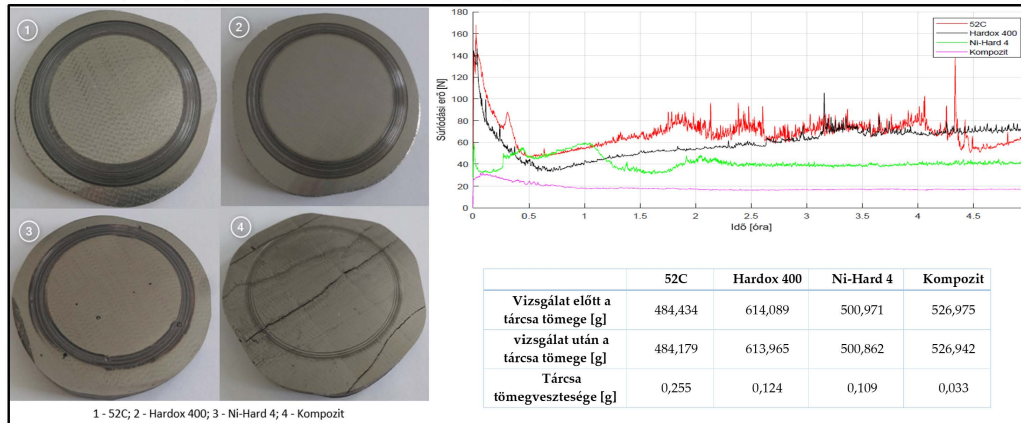 1
2
3
4
1 - 52C; 2 - Hardox 400; 3 - Ni-Hard 4; 4 - Kompozit
180
160
140
120
100
80
60
40
20
0
Súrlódási erő [N]
0 0.5 1 1.5 2 2.5 3 3.5 4 4.5
Idő [óra]
52C
Hardox 400
Ni-Hard 4
Kompozit
52C Hardox 400 Ni-Hard 4 Kompozit
Vizsgálat előtt a
tárcsa tömege [g] 484,434 614,089 500,971 526,975
vizsgálat után a
tárcsa tömege [g] 484,179 613,965 500,862 526,942
Tárcsa
tömegvesztesége [g] 0,255 0,124 0,109 0,033